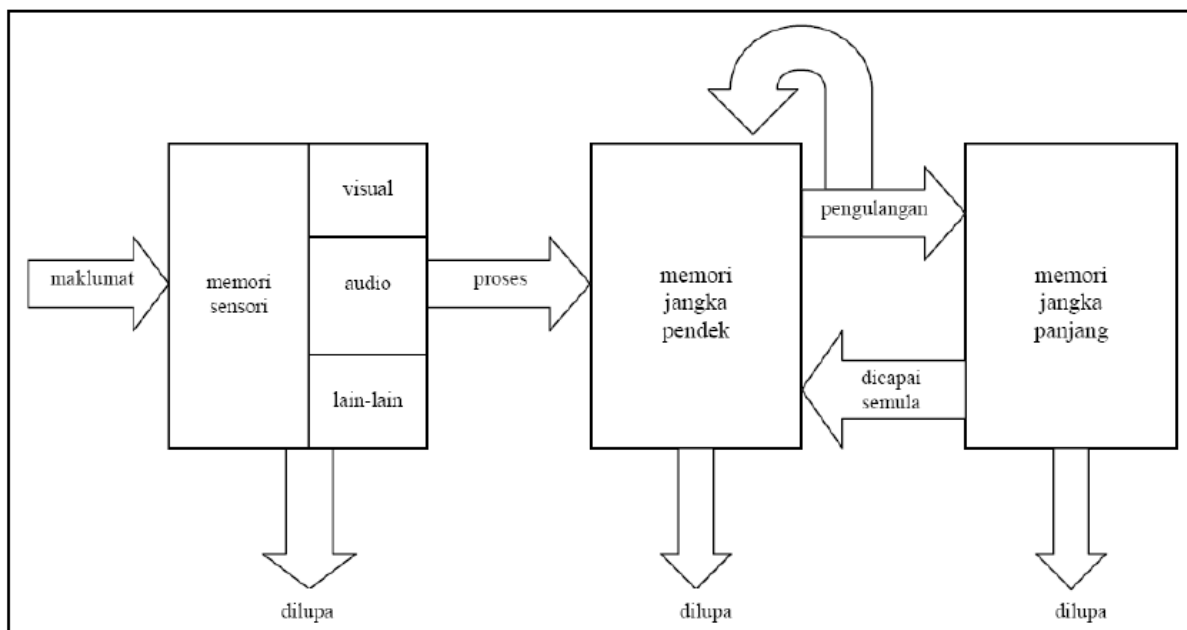 maklumat
memori
sensori
visual
audio
lain-lain
proses
memori
jangka
pendek
pengulangan
dicapai
semula
memori
jangka
panjang
dilupa
dilupa
dilupa